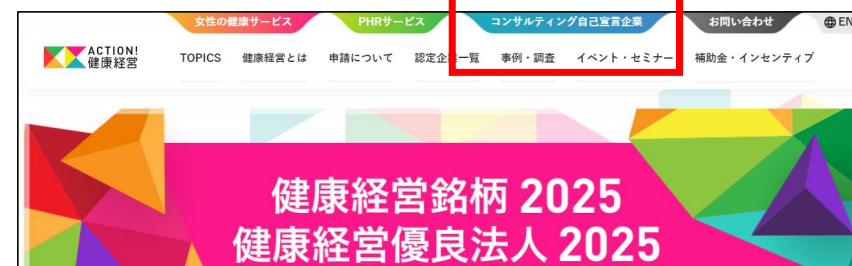 女性の健康サービス PHRサービス コンサルティング自己宣言企業 お問い合わせ EN
ACTION!
健康経営
TOPICS 健康経営とは 申請について 認定企業一覧 事例・調査 イベント・セミナー 補助金・インセンティブ
健康経営銘柄 2025
健康経営優良法人 2025